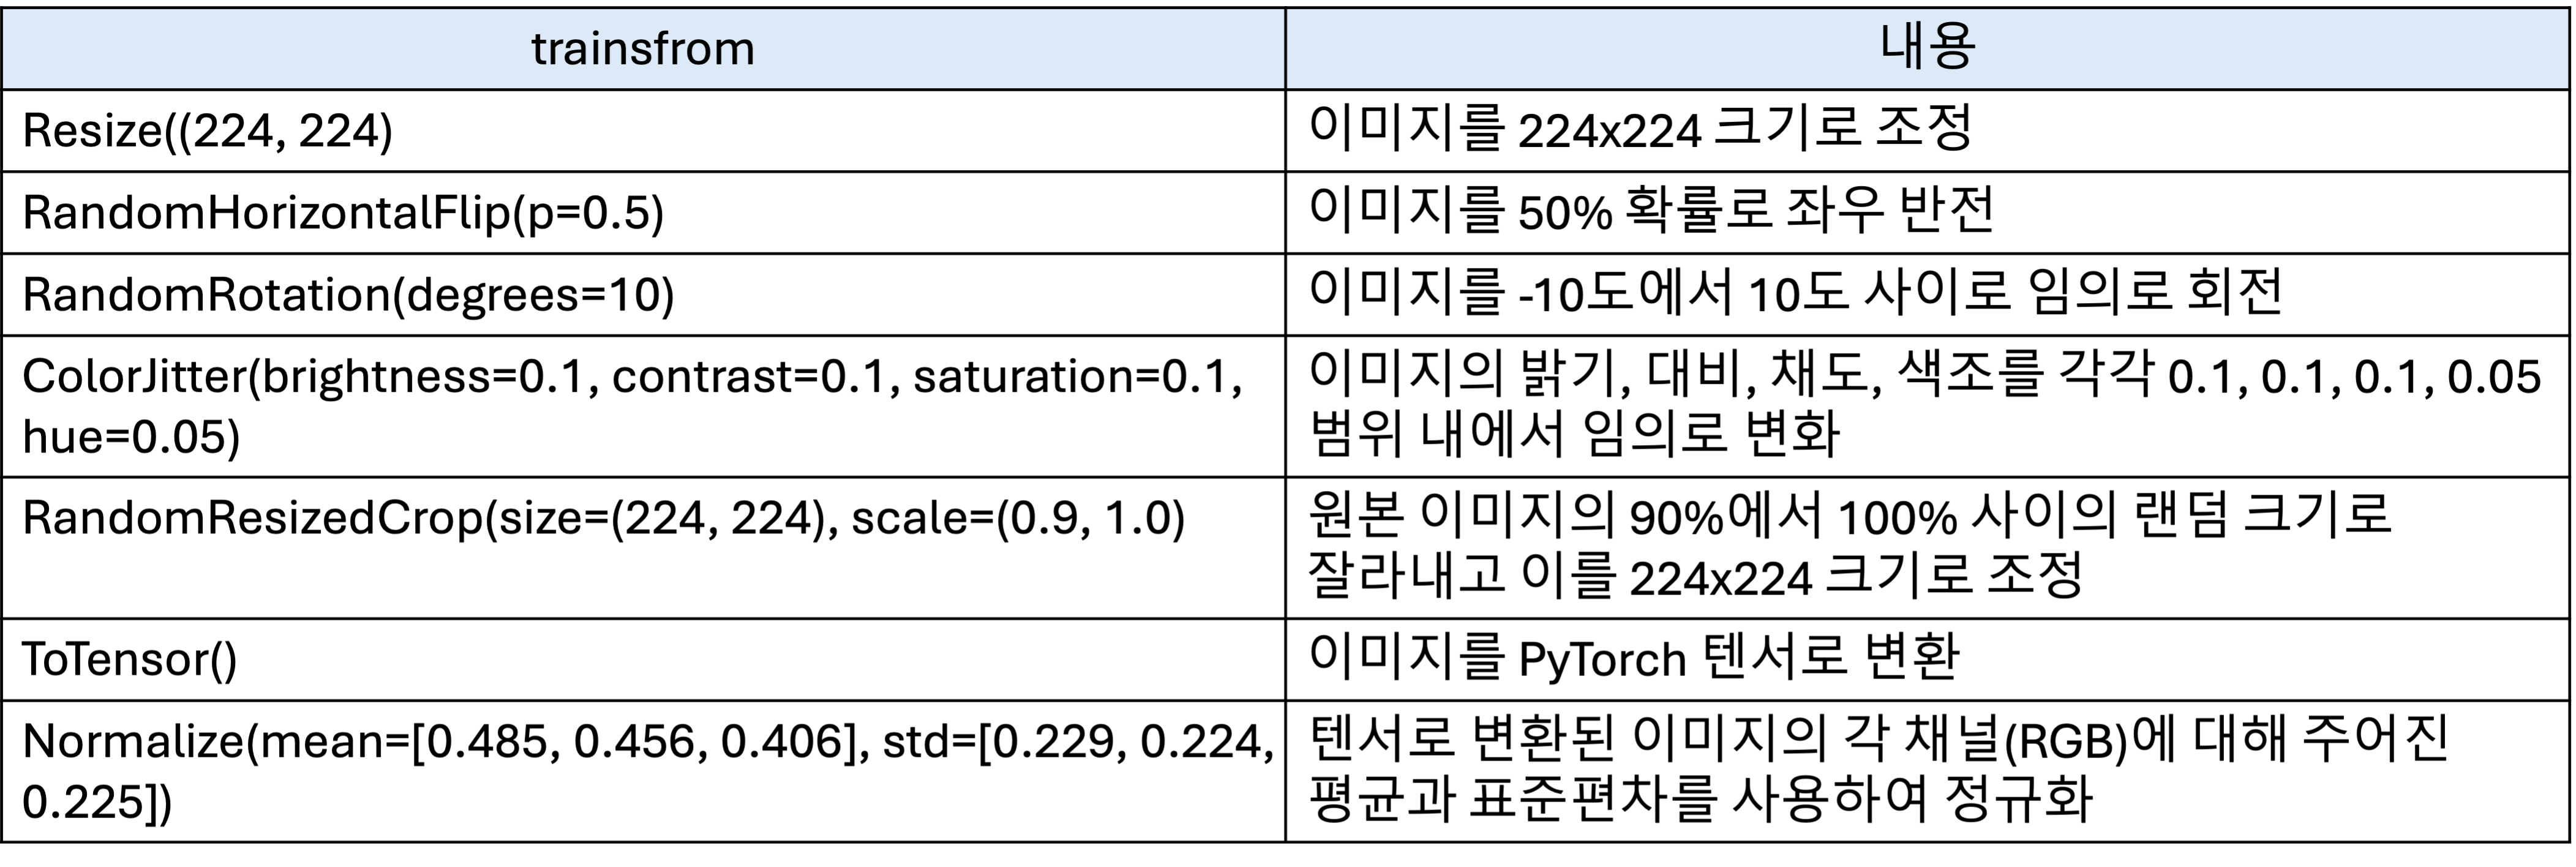 trainsfrom
내용
Resize((224, 224)
이미지를 224x224 크기로 조정
RandomHorizontalFlip(p=0.5)
이미지를 50% 확률로 좌우 반전
RandomRotation(degrees=10)
이미지를 -10도에서 10도 사이로 임의로 회전
ColorJitter(brightness=0.1, contrast=0.1, saturation=0.1,
hue=0.05)
이미지의 밝기, 대비, 채도, 색조를 각각 0.1, 0.1, 0.1, 0.05
범위 내에서 임의로 변화
RandomResizedCrop(size=(224, 224), scale=(0.9, 1.0)
원본 이미지의 90%에서 100% 사이의 랜덤 크기로
잘라내고 이를 224x224 크기로 조정
ToTensor()
이미지를 PyTorch 텐서로 변환
Normalize(mean=[0.485, 0.456, 0.406], std=[0.229, 0.224,
0.225])
텐서로 변환된 이미지의 각 채널(RGB)에 대해 주어진
평균과 표준편차를 사용하여 정규화